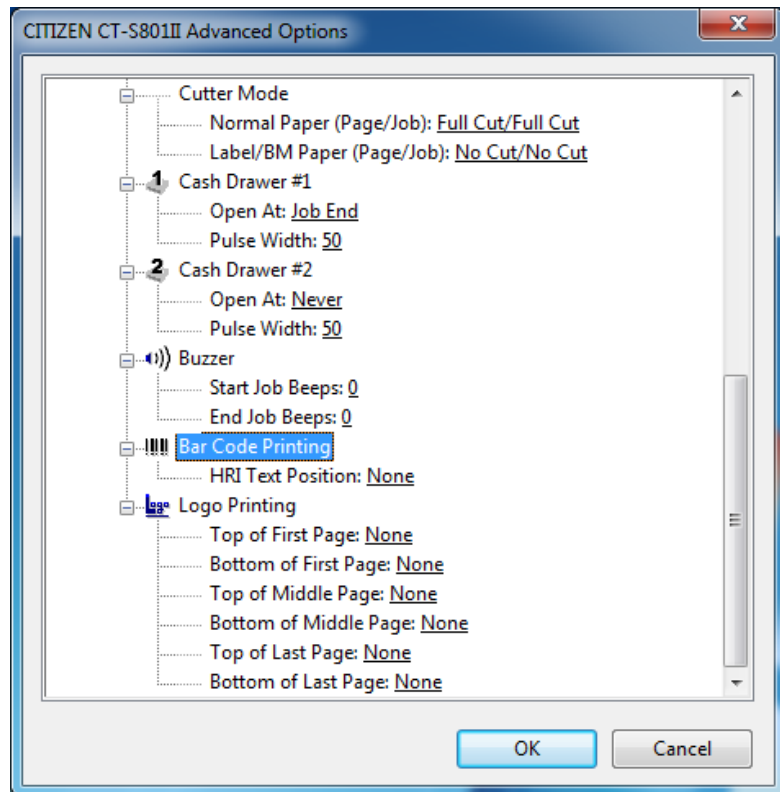 CITIZEN CT-S801II Advanced Options
Cutter Mode
Normal Paper (Page/Job): Full Cut/Full Cut
Label/BM Paper (Page/Job): No Cut/No Cut
1 Cash Drawer #1
Open At: Job End
Pulse Width: 50
2 Cash Drawer #2
Open At: Never
Pulse Width: 50
Buzzer
Start Job Beeps: 0
End Job Beeps: 0
Bar Code Printing
HRI Text Position: None
Logo Printing
Top of First Page: None
Bottom of First Page: None
Top of Middle Page: None
Bottom of Middle Page: None
Top of Last Page: None
Bottom of Last Page: None
OK Cancel